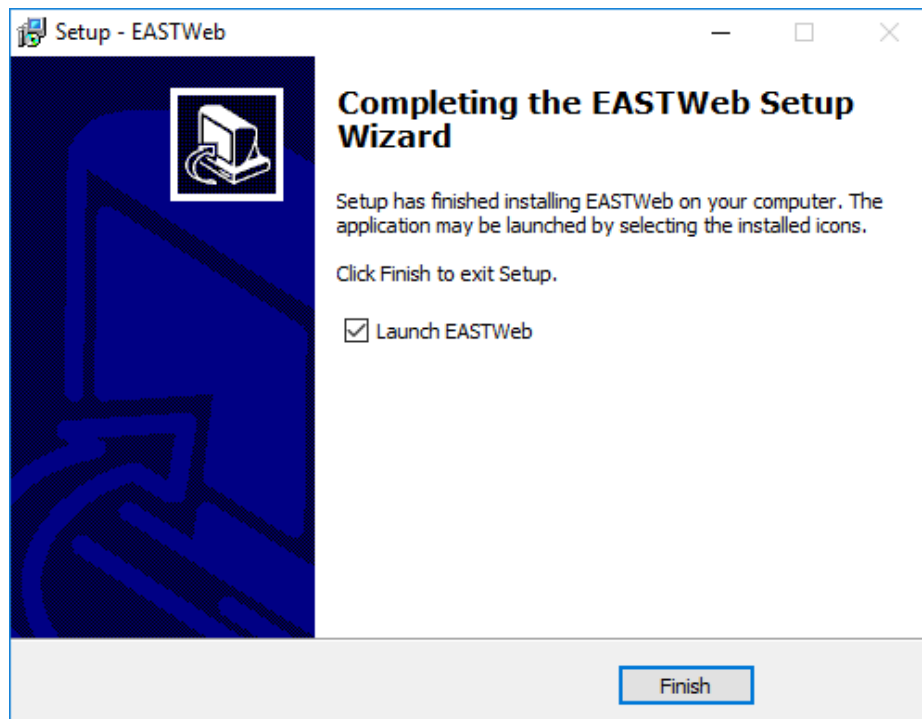 Setup - EASTWeb
Completing the EASTWeb Setup
Wizard
Setup has finished installing EASTWeb on your computer. The
application may be launched by selecting the installed icons.
Click Finish to exit Setup.
Launch EASTWeb
Finish